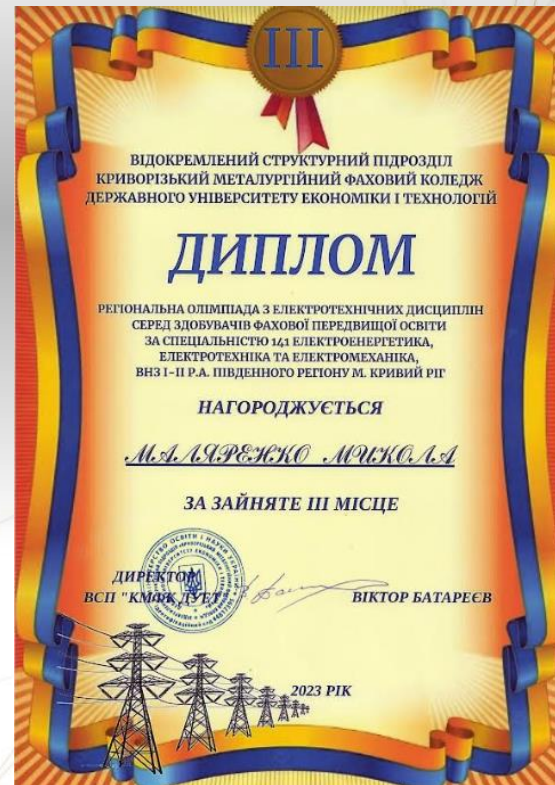 III
ВІДОКРЕМЛЕНИЙ СТРУКТУРНИЙ ПІДРОЗДІЛ
КРИВОРІЗЬКИЙ МЕТАЛУРГІЙНИЙ ФАХОВИЙ КОЛЕДЖ
ДЕРЖАВНОГО УНІВЕРСИТЕТУ ЕКОНОМІКИ І ТЕХНОЛОГІЙ
ДИПЛОМ
РЕГІОНАЛЬНА ОЛІМПІАДА З ЕЛЕКТРОТЕХНІЧНИХ ДИСЦИПЛІН
СЕРЕД ЗДОБУВАЧІВ ФАХОВОЇ ПЕРЕДВИЩОЇ ОСВІТИ
ЗА СПЕЦІАЛЬНІСТЮ 141 ЕЛЕКТРОЕНЕРГЕТИКА,
ЕЛЕКТРОТЕХНІКА ТА ЕЛЕКТРОМЕХАНІКА,
ВНЗ І-ІІ Р.А. ПІВДЕННОГО РЕГІОНУ М. КРИВИЙ РІГ
НАГОРОДЖУЄТЬСЯ
МАЛЯРЕНКО МИКОЛА
ЗА ЗАЙНЯТЕ ІІІ МІСЦЕ
ДИРЕКТОР
ВСП "КМФК ДУЕТ"
ВІКТОР БАТАРЕЄВ
2023 РІК